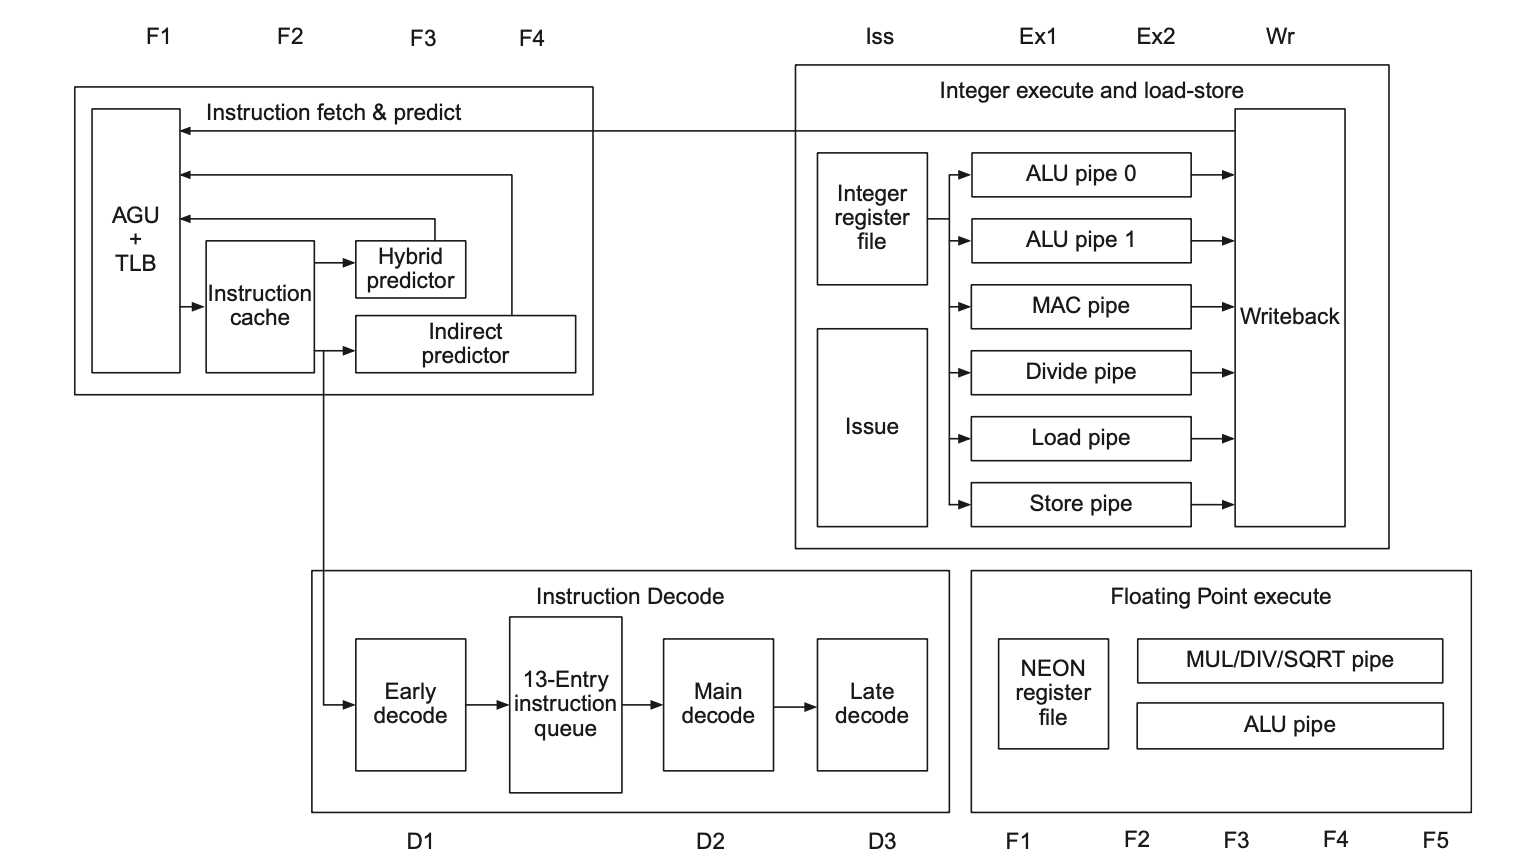 F1 F2 F3 F4
Iss Ex1 Ex2 Wr
Instruction fetch & predict
AGU
+
TLB
Instruction
cache
Hybrid
predictor
Indirect
predictor
Integer execute and load-store
Integer
register
file
Issue
ALU pipe 0
ALU pipe 1
MAC pipe
Divide pipe
Load pipe
Store pipe
Writeback
Instruction Decode
Early
decode
13-Entry
instruction
queue
Main
decode
Late
decode
D1 D2 D3
Floating Point execute
NEON
register
file
MUL/DIV/SQRT pipe
ALU pipe
F1 F2 F3 F4 F5